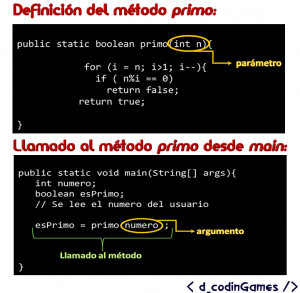 Definición del método primo:
public static boolean primo(int n){
parámetro
for (i = n; i>1; i--){
if ( n%i == 0)
return false;
return true;
}
Llamado al método primo desde main:
public static void main(String[] args){
int numero;
boolean esPrimo;
// Se lee el numero del usuario
esPrimo = primo(numero);
argumento
Llamado al método
}
< d_codinGames />